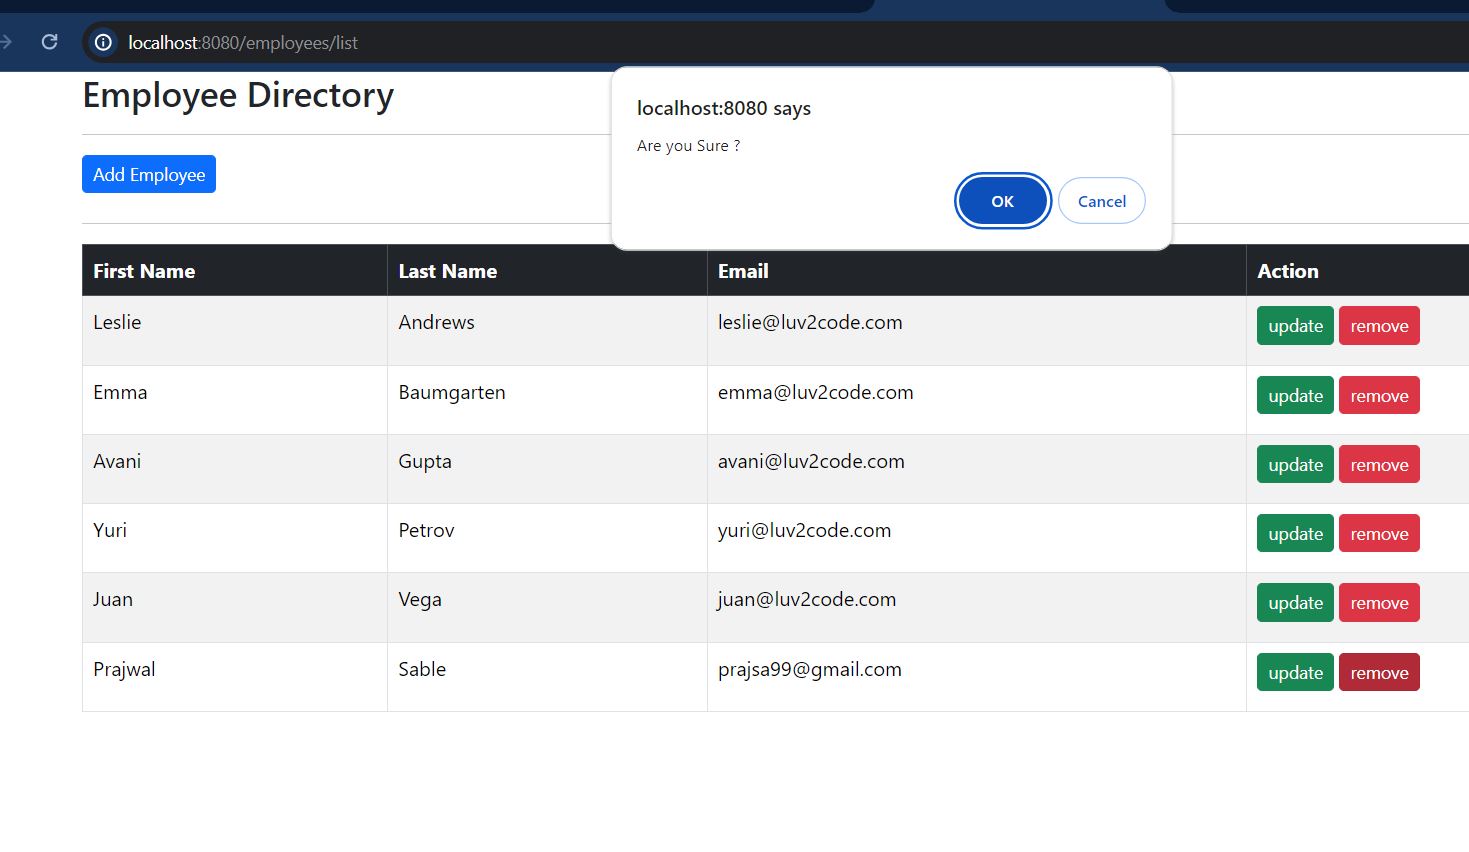 localhost:8080/employees/list
Employee Directory
localhost:8080 says
Are you Sure ?
OK Cancel
Add Employee
First Name Last Name Email Action
Leslie Andrews leslie@luv2code.com update remove
Emma Baumgarten emma@luv2code.com update remove
Avani Gupta avani@luv2code.com update remove
Yuri Petrov yuri@luv2code.com update remove
Juan Vega juan@luv2code.com update remove
Prajwal Sable prajsa99@gmail.com update remove